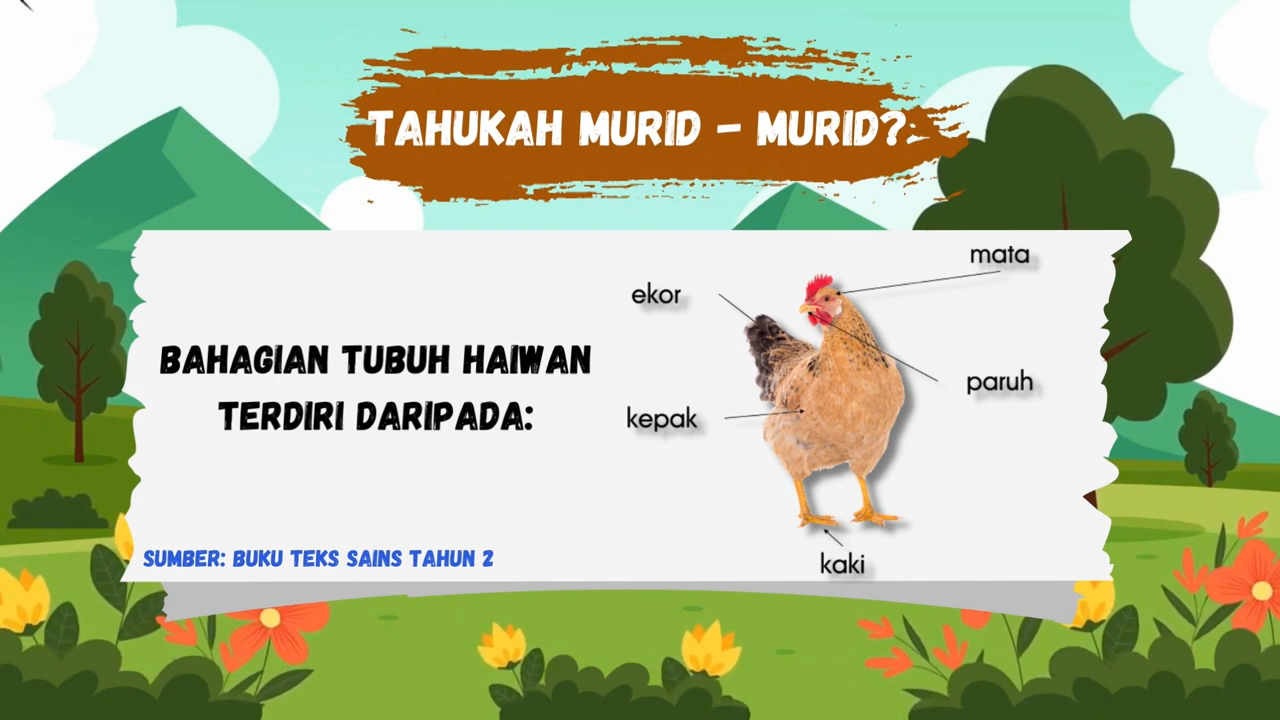 TAHUKAH MURID - MURID?
BAHAGIAN TUBUH HAIWAN
TERDIRI DARIPADA:
mata
ekor
paruh
kepak
kaki
SUMBER: BUKU TEKS SAINS TAHUN 2